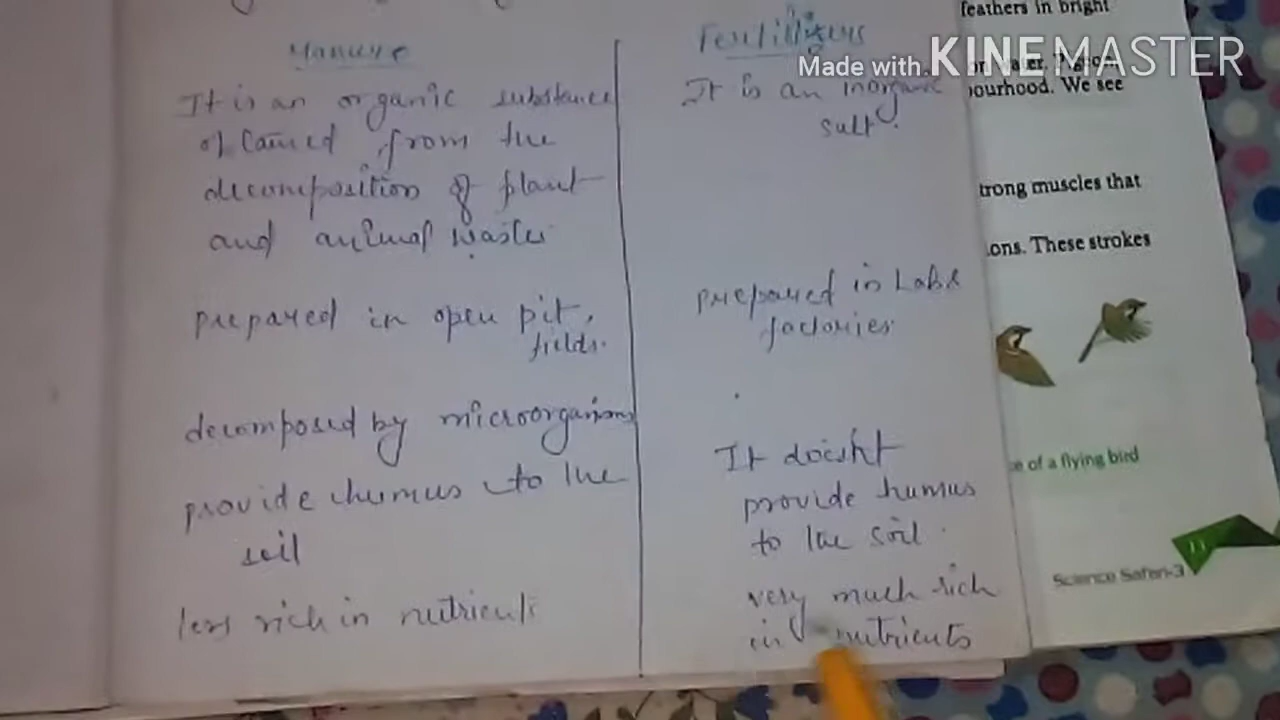 Manure
It is an organic substance
obtained from the
decomposition of plant
and animal wastes
prepared in open pit,
fields.
decomposed by microorganisms
provide humus to the
soil
less rich in nutrients
Fertilizers
It is an inorganic
salt.
prepared in Labs
factories
It doesn't
provide humus
to the soil.
very much rich
in nutrients
Made with KINEMASTER
feathers in bright
bourhood. We see
trong muscles that
ons. These strokes
e of a flying bird
11
Science Safari-3